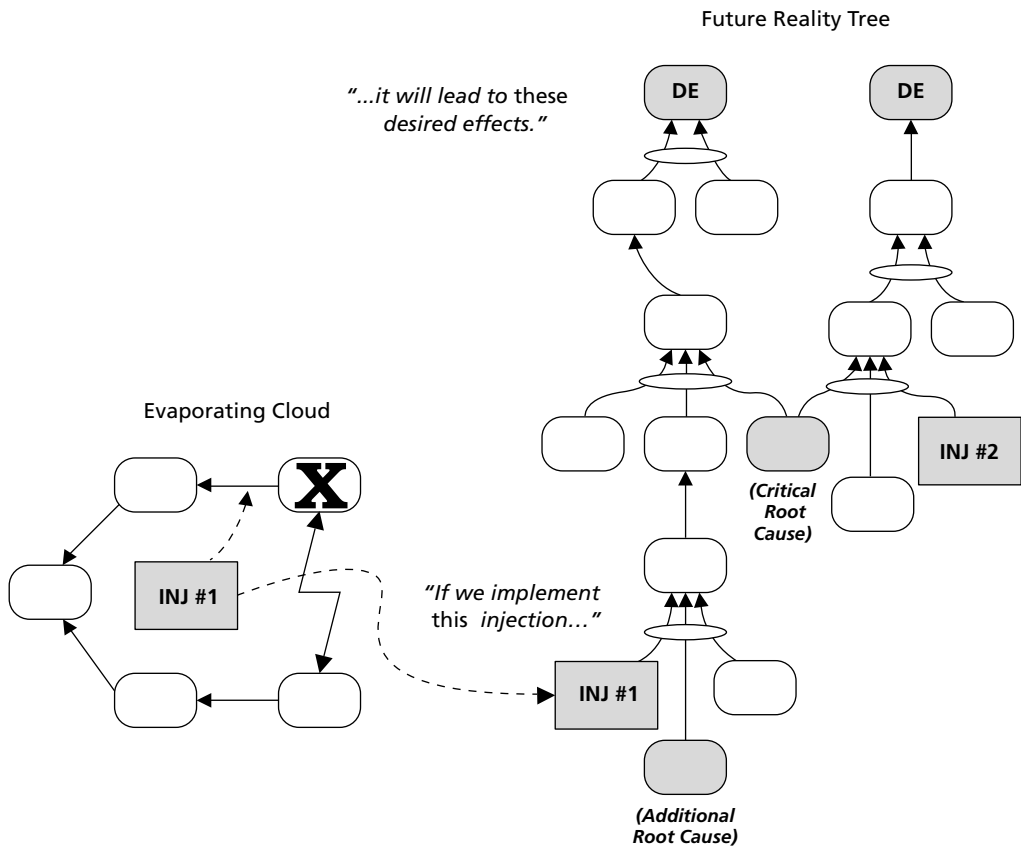 Future Reality Tree
"...it will lead to these
desired effects."
DE
DE
Evaporating Cloud
X
INJ #1
"If we implement
this injection..."
INJ #1
(Critical
Root
Cause)
INJ #2
(Additional
Root Cause)